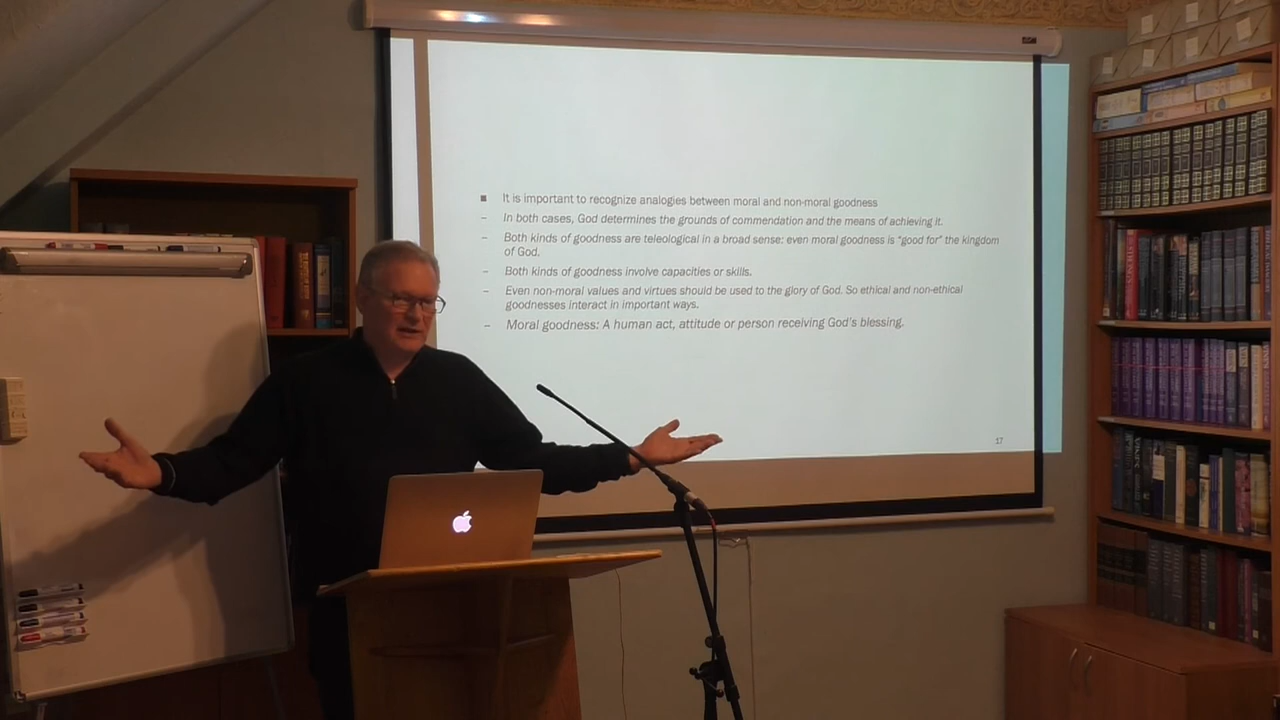 ■ It is important to recognize analogies between moral and non-moral goodness
– In both cases, God determines the grounds of commendation and the means of achieving it.
– Both kinds of goodness are teleological in a broad sense: even moral goodness is “good for” the kingdom
of God.
– Both kinds of goodness involve capacities or skills.
– Even non-moral values and virtues should be used to the glory of God. So ethical and non-ethical
goodnesses interact in important ways.
– Moral goodness: A human act, attitude or person receiving God’s blessing.
17